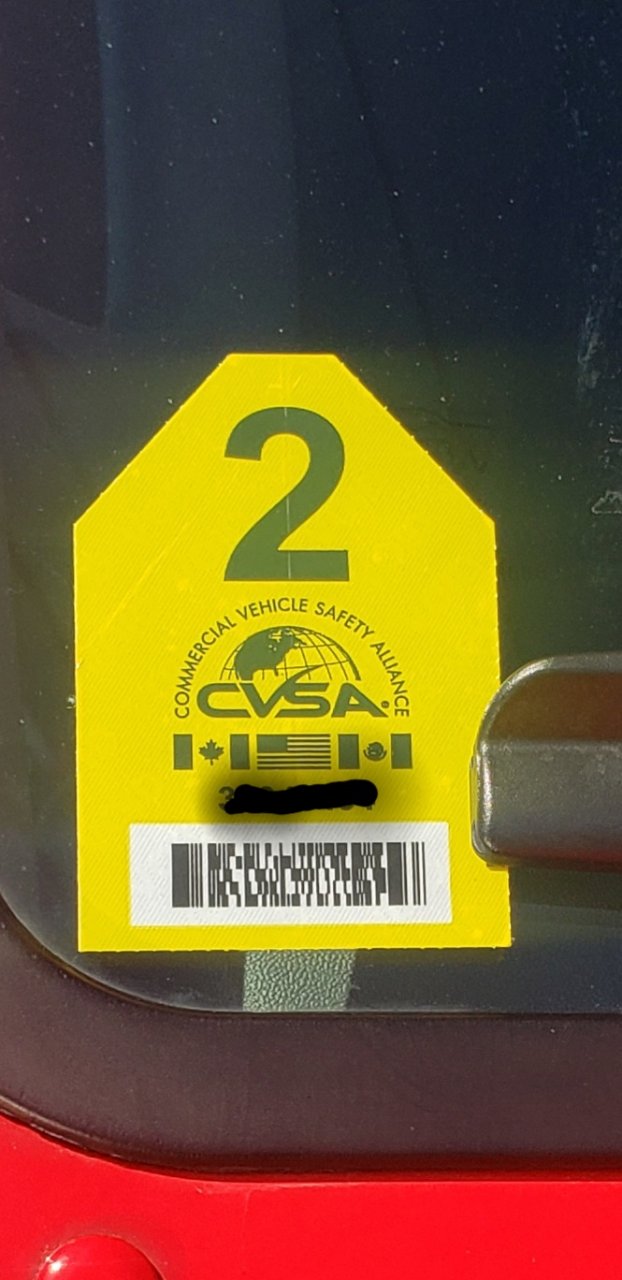 2
COMMERCIAL VEHICLE SAFETY ALLIANCE
CVSA®